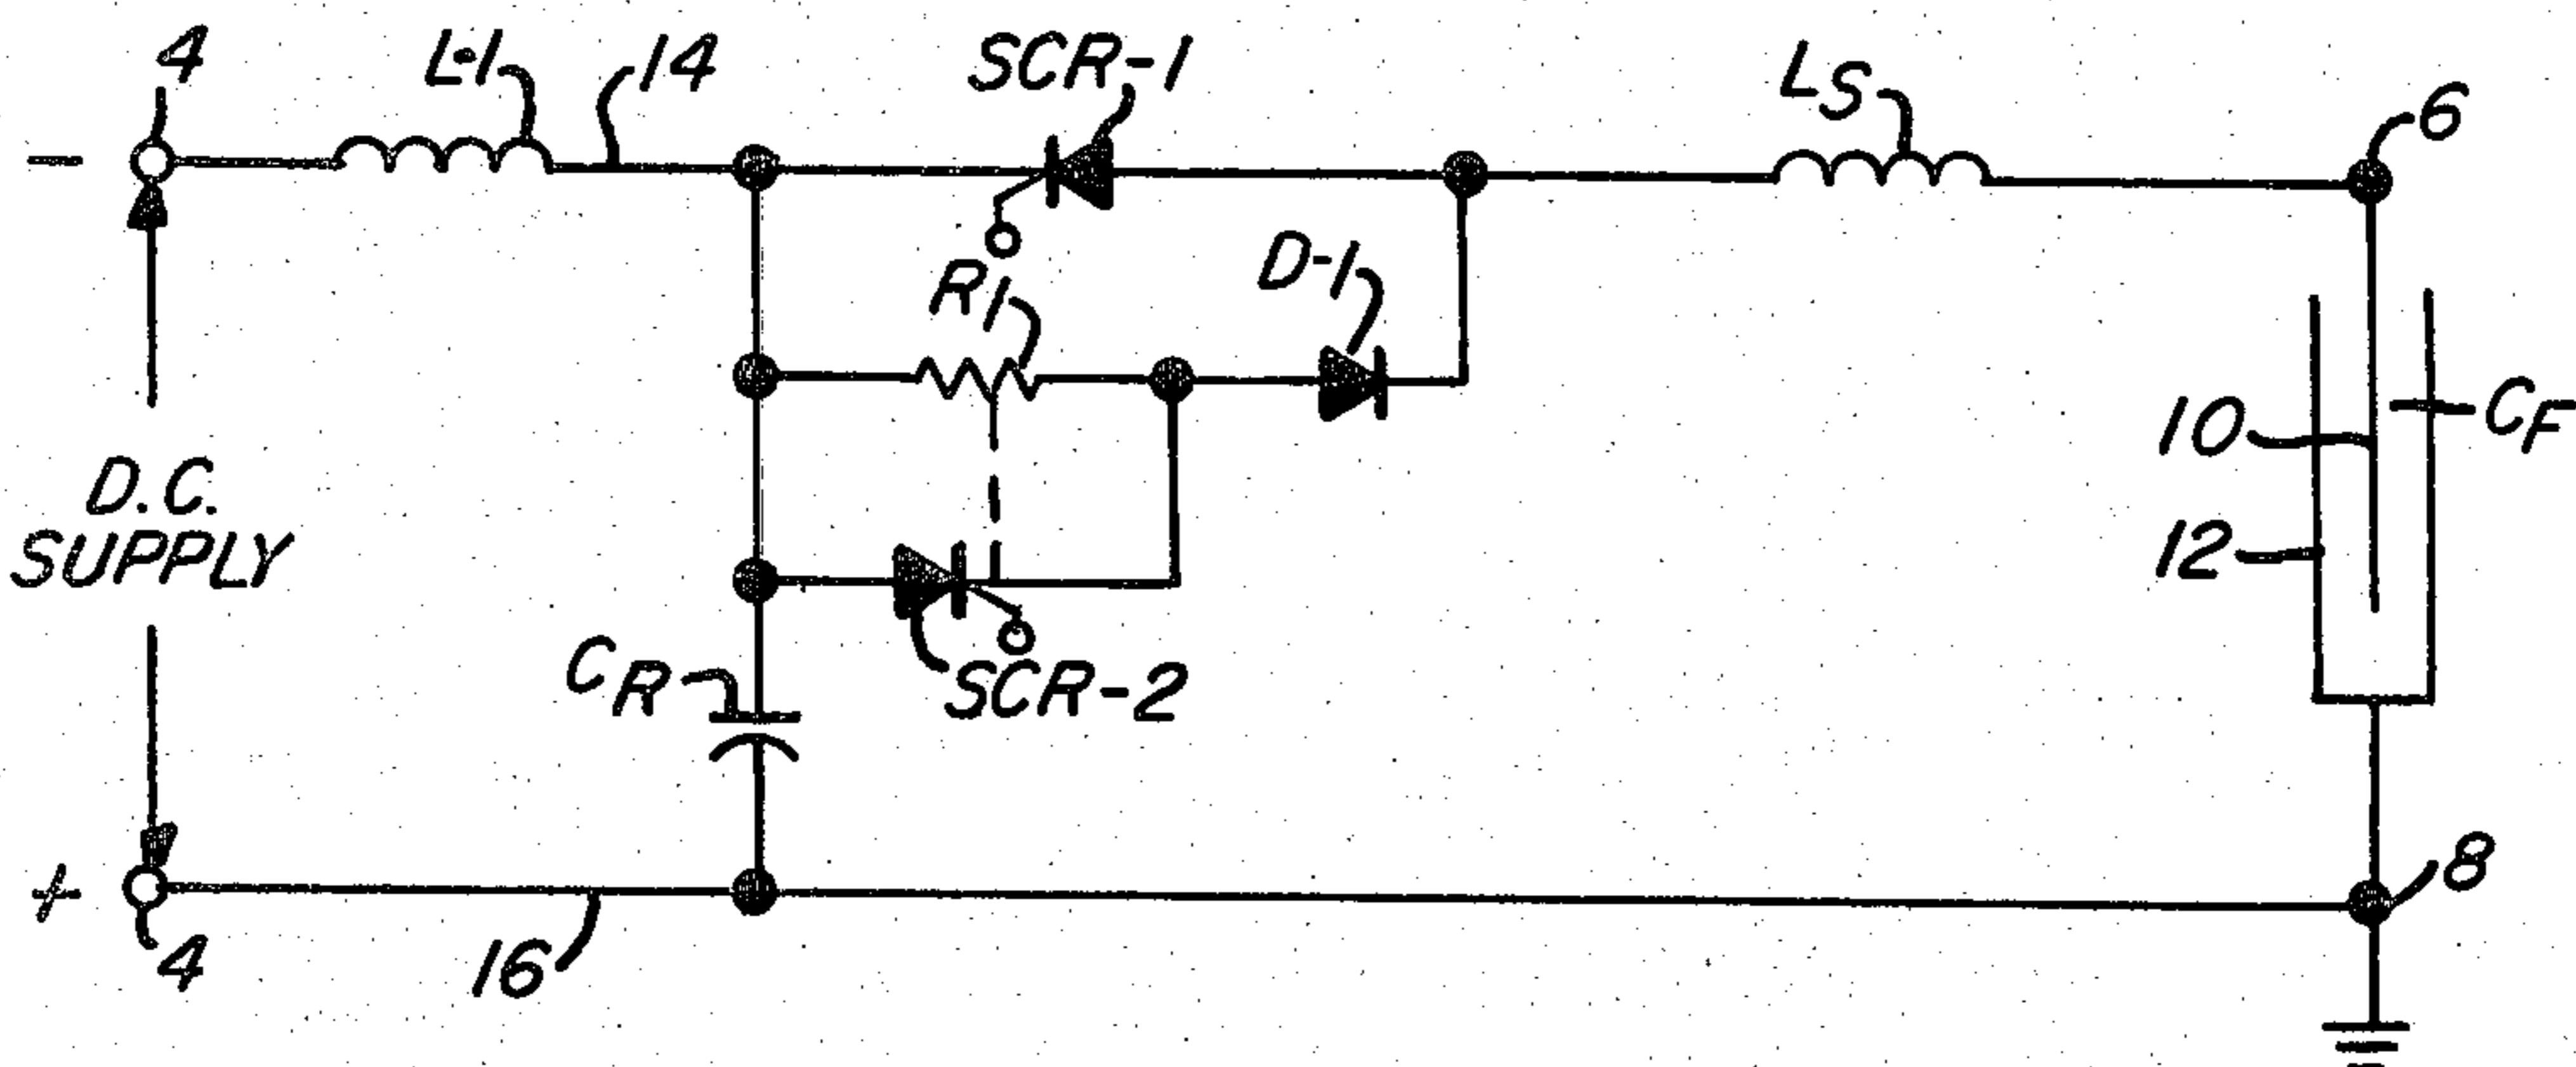 4
L-1
14
SCR-1
LS
6
-
R1
D-1
10
CF
D.C.
SUPPLY
12
CR
SCR-2
+
4
16
8